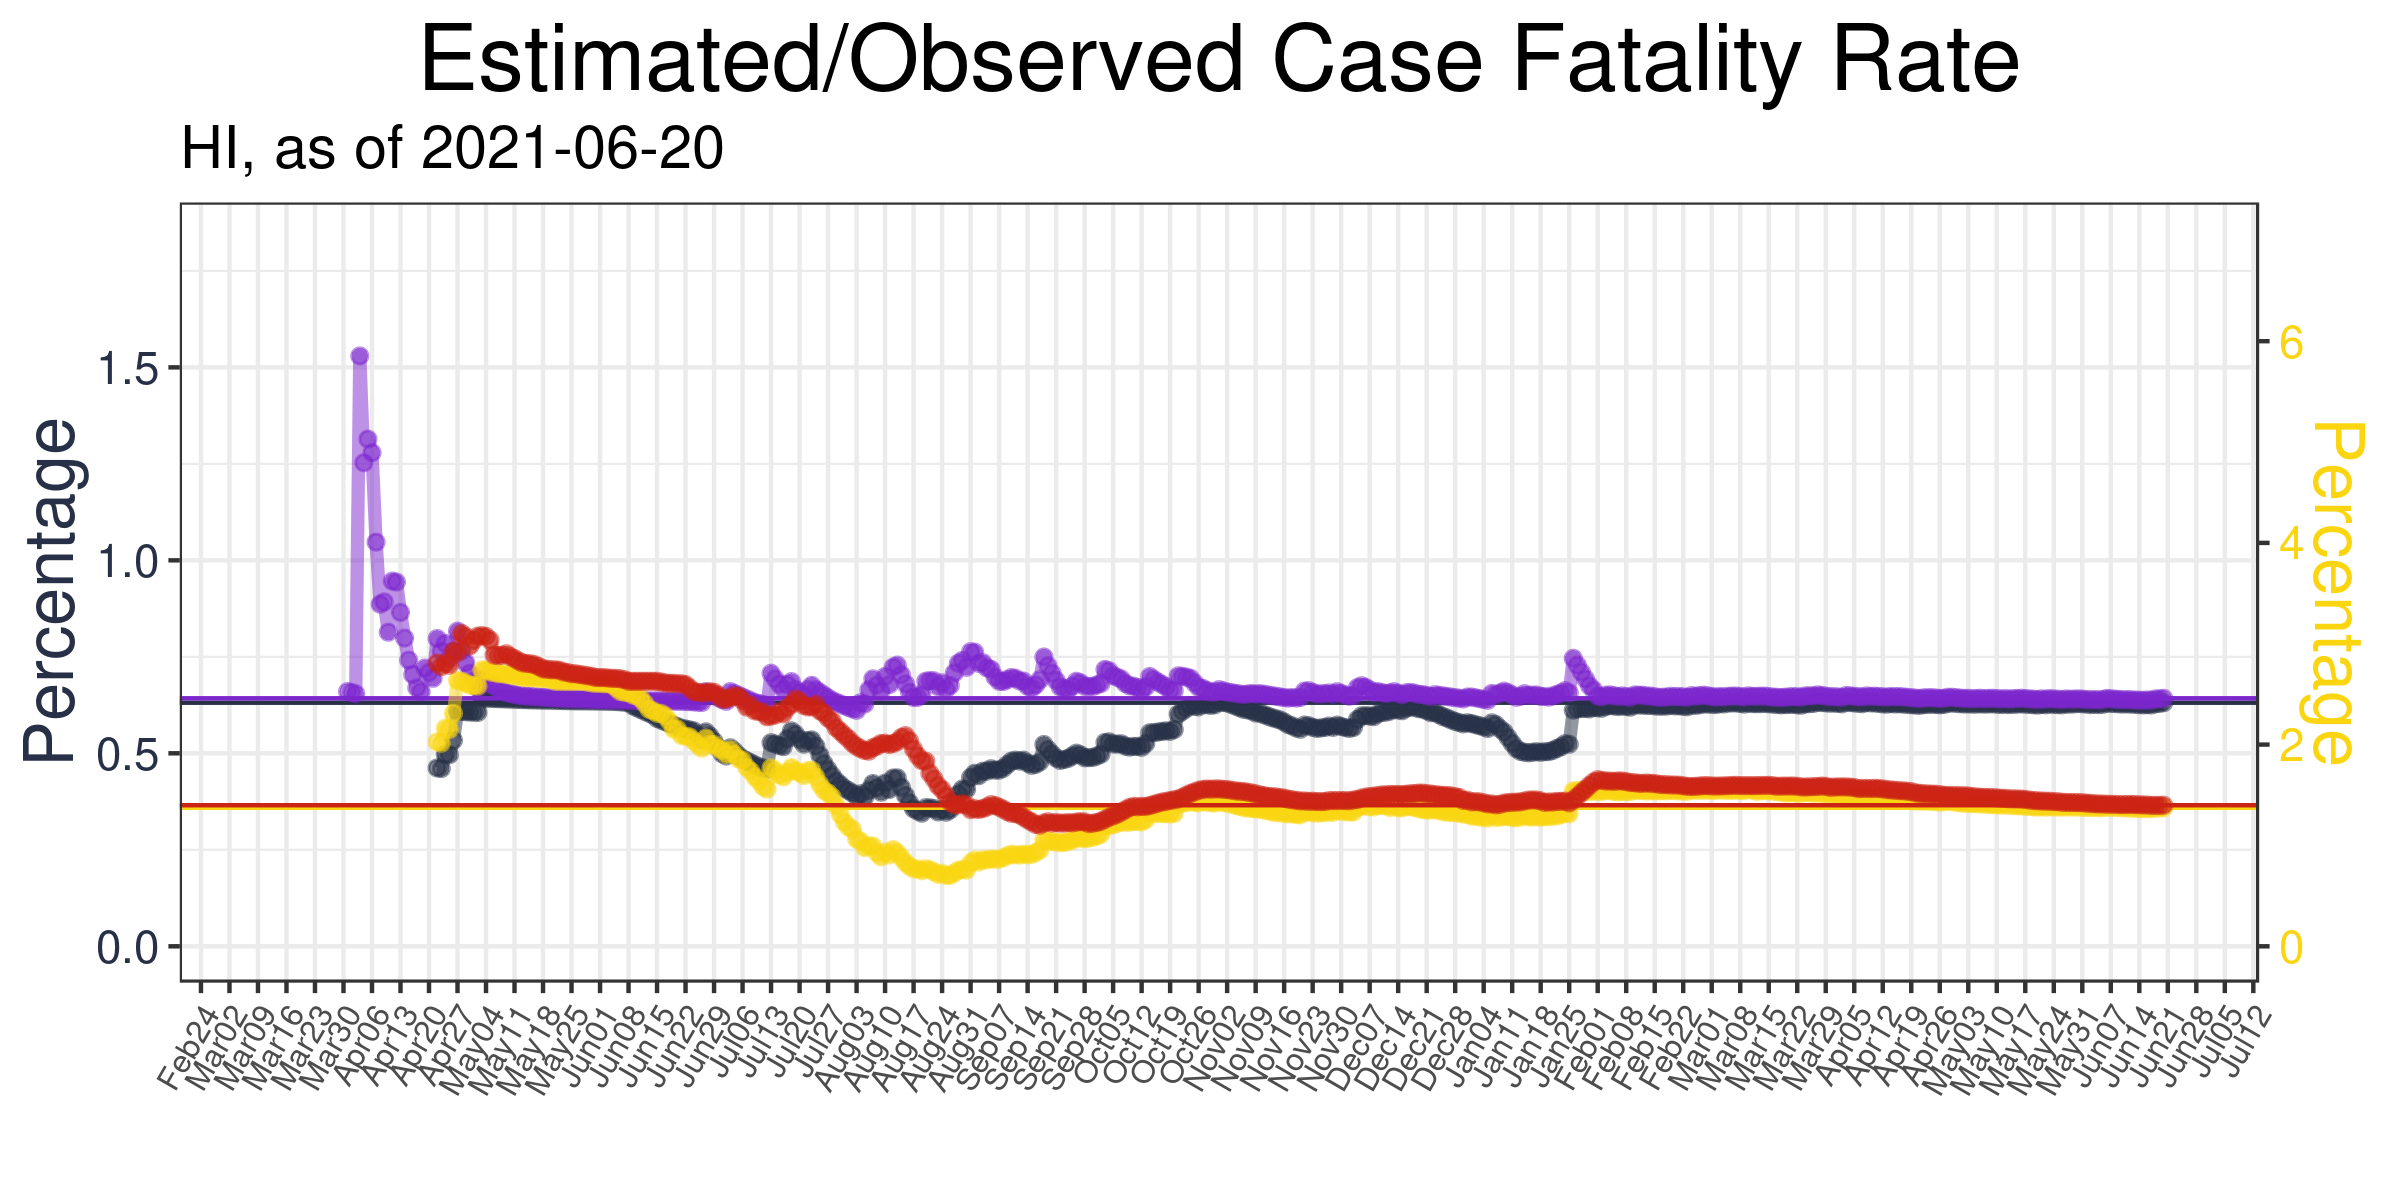 Estimated/Observed Case Fatality Rate
HI, as of 2021-06-20
Percentage
1.5
1.0
0.5
0.0
6
4
2
0
Percentage
Feb24
Mar02
Mar09
Mar16
Mar23
Mar30
Apr06
Apr13
Apr20
Apr27
May04
May11
May18
May25
Jun01
Jun08
Jun15
Jun22
Jun29
Jul06
Jul13
Jul20
Jul27
Aug03
Aug10
Aug17
Aug24
Aug31
Sep07
Sep14
Sep21
Sep28
Oct05
Oct12
Oct19
Oct26
Nov02
Nov09
Nov16
Nov23
Nov30
Dec07
Dec14
Dec21
Dec28
Jan04
Jan11
Jan18
Jan25
Feb01
Feb08
Feb15
Feb22
Mar01
Mar08
Mar15
Mar22
Mar29
Apr05
Apr12
Apr19
Apr26
May03
May10
May17
May24
May31
Jun07
Jun14
Jun21
Jun28
Jul05
Jul12